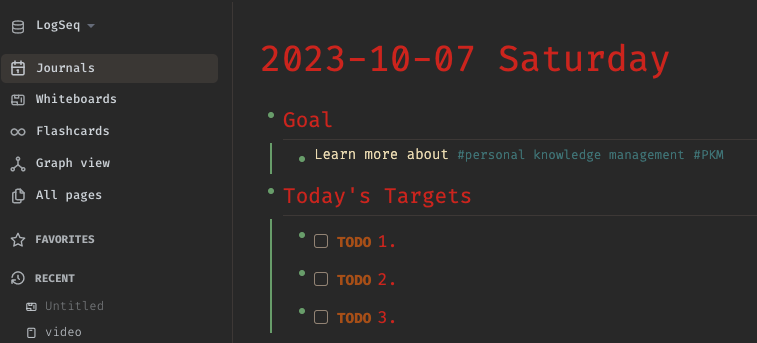 LogSeq
Journals
Whiteboards
Flashcards
Graph view
All pages
FAVORITES
RECENT
Untitled
video
2023-10-07 Saturday
Goal
Learn more about #personal knowledge management #PKM
Today's Targets
TODO 1.
TODO 2.
TODO 3.